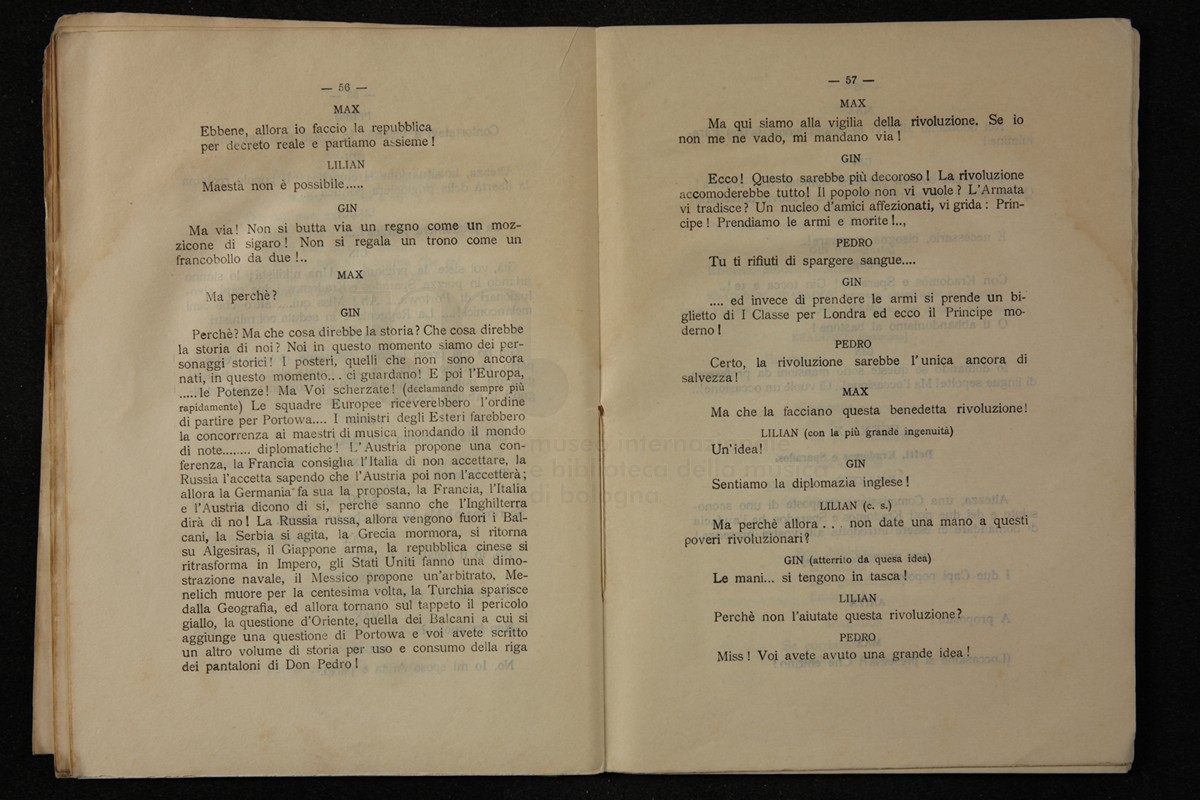 — 56 —
MAX
Ebbene, allora io faccio la repubblica
per decreto reale e partiamo assieme !
LILIAN
Maestà non è possibile.....
GIN
Ma via! Non si butta via un regno come un moz-
zicone di sigaro ! Non si regala un trono come un
francobollo da due !..
MAX
Ma perchè ?
GIN
Perchè? Ma che cosa direbbe la storia? Che cosa direbbe
la storia di noi? Noi in questo momento siamo dei per-
sonaggi storici! I posteri, quelli che non sono ancora
nati, in questo momento... ci guardano! E poi l'Europa,
.....le Potenze! Ma Voi scherzate! (declamando sempre più
rapidamente) Le squadre Europee riceverebbero l'ordine
di partire per Portowa.... I ministri degli Esteri farebbero
la concorrenza ai maestri di musica inondando il mondo
di note........ diplomatiche ! L'Austria propone una con-
ferenza, la Francia consiglia l'Italia di non accettare, la
Russia l'accetta sapendo che l'Austria poi non l'accetterà ;
allora la Germania fa sua la proposta, la Francia, l'Italia
e l'Austria dicono di si, perchè sanno che l'Inghilterra
dirà di no ! La Russia russa, allora vengono fuori i Bal-
cani, la Serbia si agita, la Grecia mormora, si ritorna
su Algesiras, il Giappone arma, la repubblica cinese si
ritrasforma in Impero, gli Stati Uniti fanno una dimo-
strazione navale, il Messico propone un'arbitrato, Me-
nelich muore per la centesima volta, la Turchia sparisce
dalla Geografia, ed allora tornano sul tappeto il pericolo
giallo, la questione d'Oriente, quella dei Balcani a cui si
aggiunge una questione di Portowa e voi avete scritto
un altro volume di storia per uso e consumo della riga
dei pantaloni di Don Pedro !
— 57 —
MAX
Ma qui siamo alla vigilia della rivoluzione. Se io
non me ne vado, mi mandano via !
GIN
Ecco! Questo sarebbe più decoroso ! La rivoluzione
accomoderebbe tutto! Il popolo non vi vuole ? L'Armata
vi tradisce ? Un nucleo d'amici affezionati, vi grida : Prin-
cipe ! Prendiamo le armi e morite !..,
PEDRO
Tu ti rifiuti di spargere sangue....
GIN
.... ed invece di prendere le armi si prende un bi-
glietto di I Classe per Londra ed ecco il Principe mo-
derno !
PEDRO
Certo, la rivoluzione sarebbe l'unica ancora di
salvezza !
MAX
Ma che la facciano questa benedetta rivoluzione!
LILIAN (con la più grande ingenuità)
Un'idea!
GIN
Sentiamo la diplomazia inglese !
LILIAN (c. s.)
Ma perchè allora . . . non date una mano a questi
poveri rivoluzionari?
GIN (atterrito da quesa idea)
Le mani... si tengono in tasca !
LILIAN
Perchè non l'aiutate questa rivoluzione?
PEDRO
Miss ! Voi avete avuto una grande idea !
museo internazionale
e biblioteca della musica
di bologna